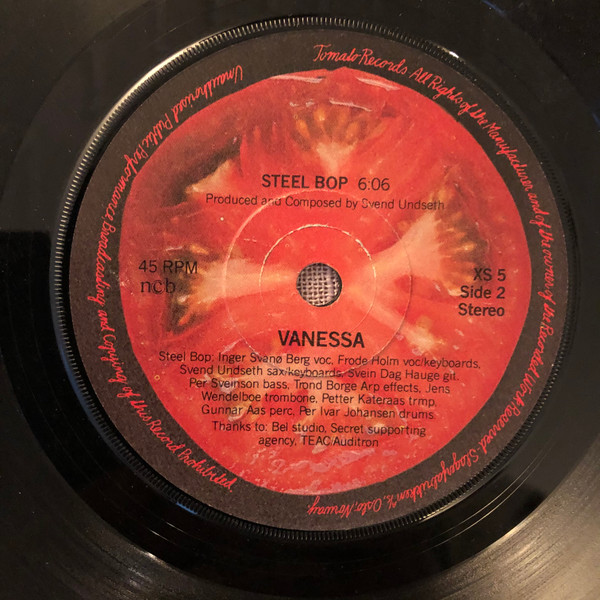 Tomato Records All Rights of the Manufacturer and of the owner of the Recorded Work Reserved. Slagerfabrikken A/S, Oslo, Norway.
Unauthorised Public Performance Broadcasting and Copying of this Record Prohibited
STEEL BOP 6:06
Produced and Composed by Svend Undseth
45 RPM
ncb
XS 5
Side 2
Stereo
VANESSA
Steel Bop: Inger Svanø Berg voc, Frode Holm voc/keyboards,
Svend Undseth sax/keyboards, Svein Dag Hauge git,
Per Sveinson bass, Trond Borge Arp effects, Jens
Wendelboe trombone, Petter Kateraas trmp,
Gunnar Aas perc, Per Ivar Johansen drums
Thanks to: Bel studio, Secret supporting
agency, TEAC/Auditron